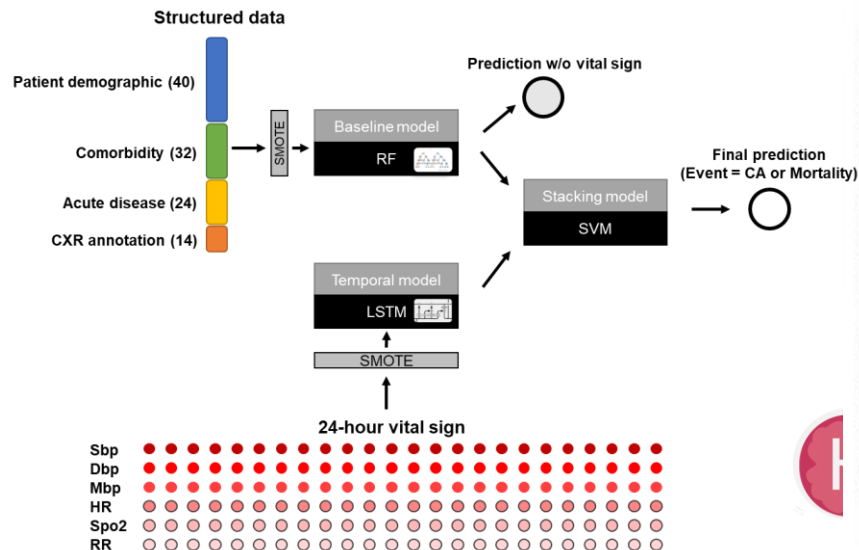 Structured data
Patient demographic (40)
Comorbidity (32)
Acute disease (24)
CXR annotation (14)
SMOTE
Baseline model
RF
Prediction w/o vital sign
Final prediction
(Event = CA or Mortality)
Stacking model
SVM
Temporal model
LSTM
SMOTE
24-hour vital sign
Sbp
Dbp
Mbp
HR
Spo2
RR